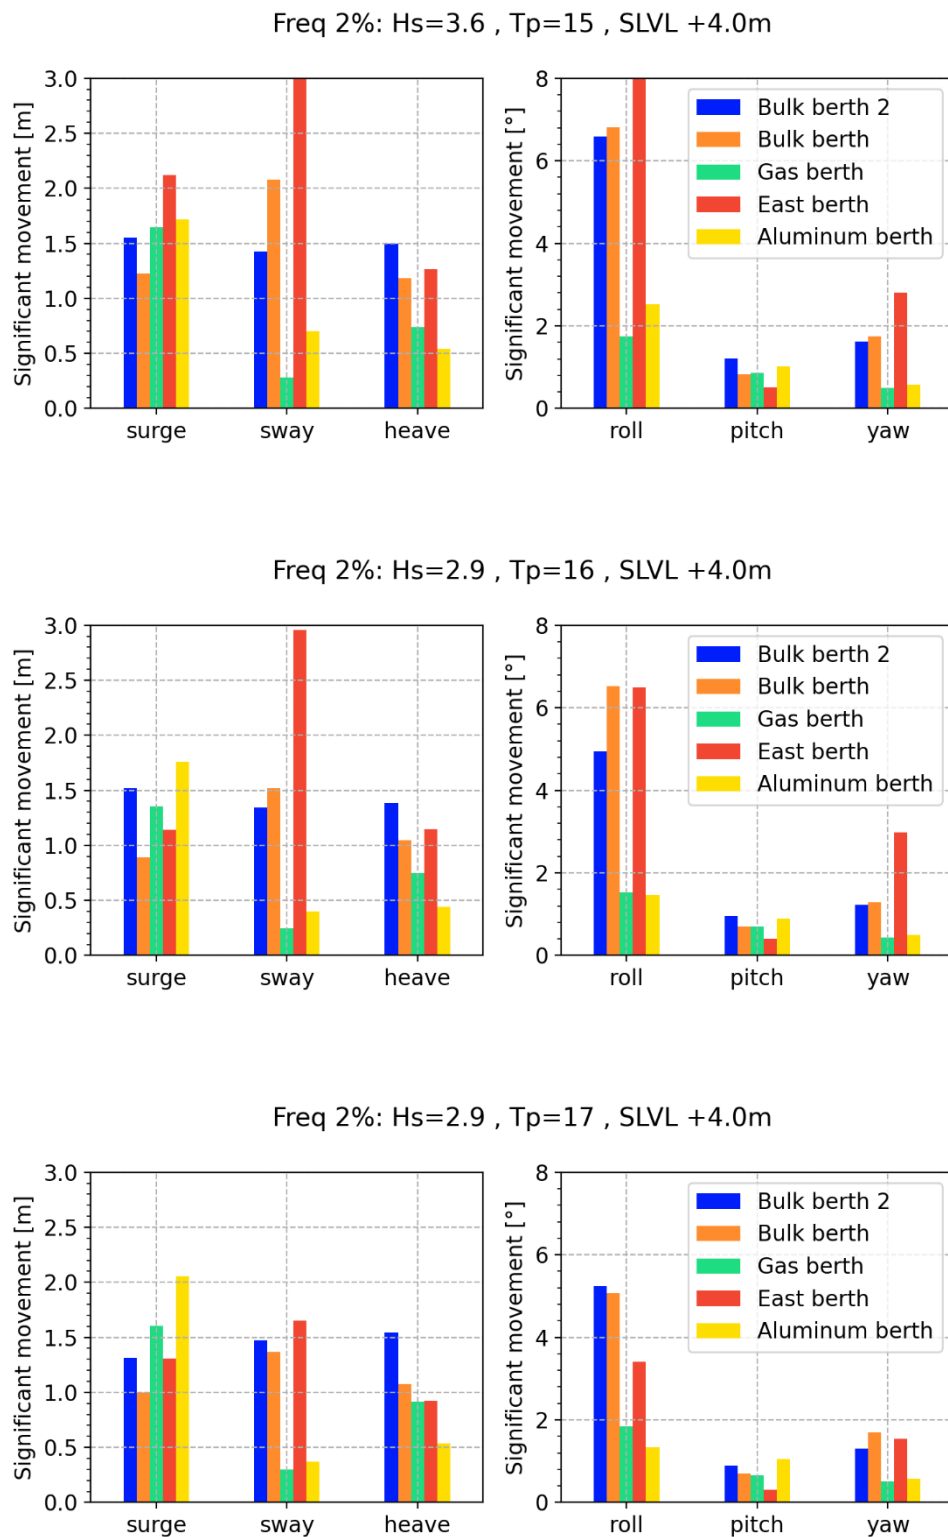 Freq 2%: Hs=3.6 , Tp=15 , SLVL +4.0m
Significant movement [m]
3.0
2.5
2.0
1.5
1.0
0.5
0.0
surge sway heave
Significant movement [°]
8
6
4
2
0
roll pitch yaw
Bulk berth 2
Bulk berth
Gas berth
East berth
Aluminum berth
Freq 2%: Hs=2.9 , Tp=16 , SLVL +4.0m
Significant movement [m]
3.0
2.5
2.0
1.5
1.0
0.5
0.0
surge sway heave
Significant movement [°]
8
6
4
2
0
roll pitch yaw
Bulk berth 2
Bulk berth
Gas berth
East berth
Aluminum berth
Freq 2%: Hs=2.9 , Tp=17 , SLVL +4.0m
Significant movement [m]
3.0
2.5
2.0
1.5
1.0
0.5
0.0
surge sway heave
Significant movement [°]
8
6
4
2
0
roll pitch yaw
Bulk berth 2
Bulk berth
Gas berth
East berth
Aluminum berth